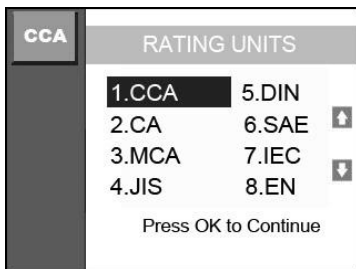 CCA
RATING UNITS
1.CCA 5.DIN
2.CA 6.SAE
3.MCA 7.IEC
4.JIS 8.EN
Press OK to Continue